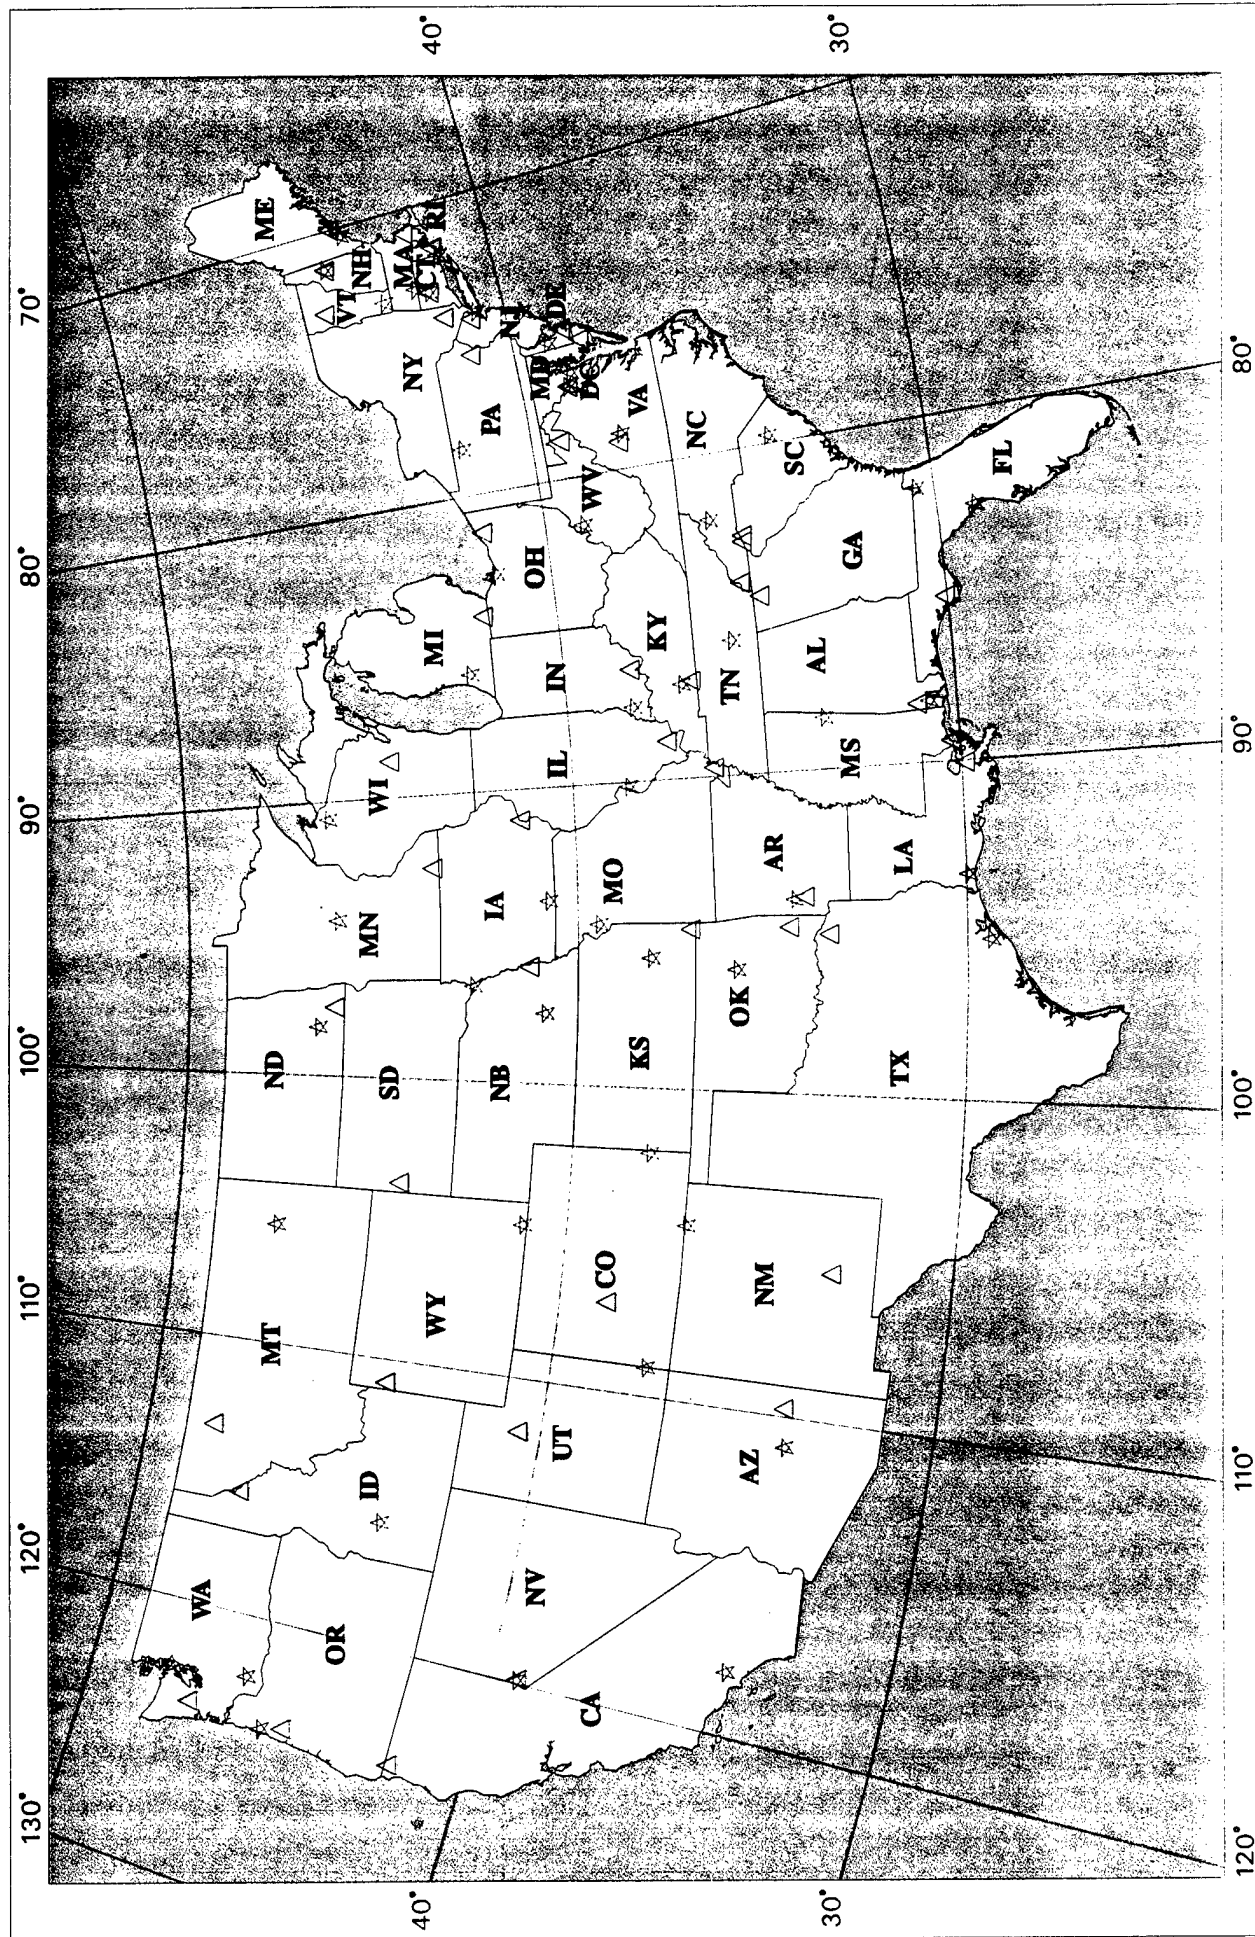 130°
120°
110°
100°
90°
80°
70°
40°
40°
30°
30°
120°
110°
100°
90°
80°
WA
OR
CA
NV
ID
MT
WY
UT
AZ
CO
NM
ND
SD
NB
KS
OK
TX
MN
IA
MO
AR
LA
WI
IL
MS
MI
IN
KY
TN
AL
OH
WV
GA
FL
SC
NC
VA
PA
NY
MD
DC
DE
NJ
VT
NH
MA
CT
RI
ME